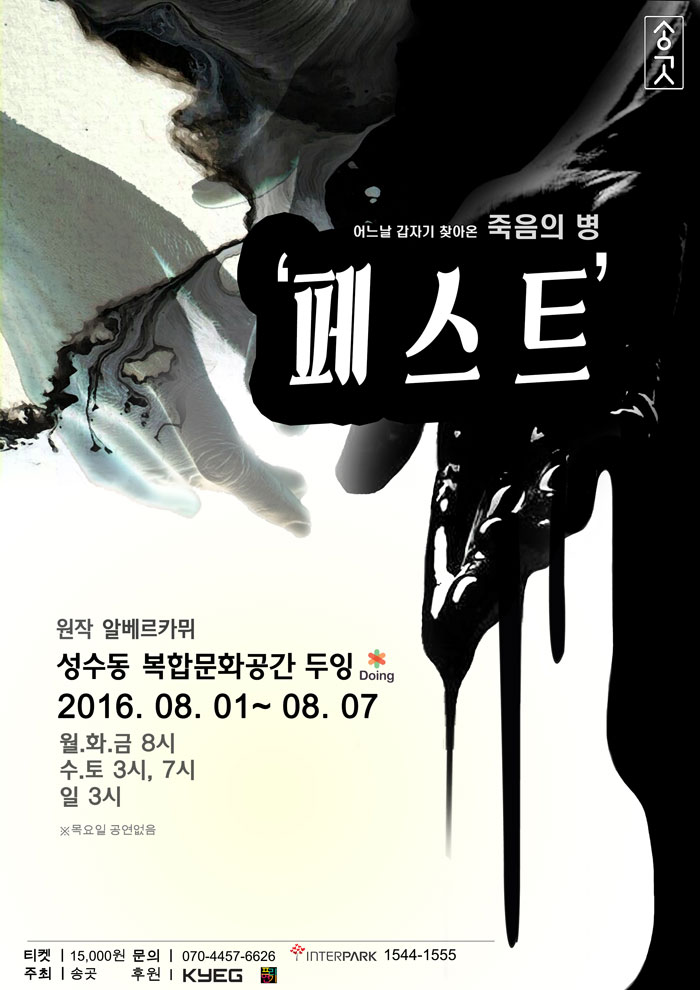 송곳
어느날 갑자기 찾아온 죽음의 병
‘페스트’
원작 알베르카뮈
성수동 복합문화공간 두잉 Doing
2016. 08. 01~ 08. 07
월.화.금 8시
수.토 3시, 7시
일 3시
※목요일 공연없음
티켓 | 15,000원 문의 | 070-4457-6626 INTERPARK 1544-1555
주최 | 송곳 후원 | KYEG